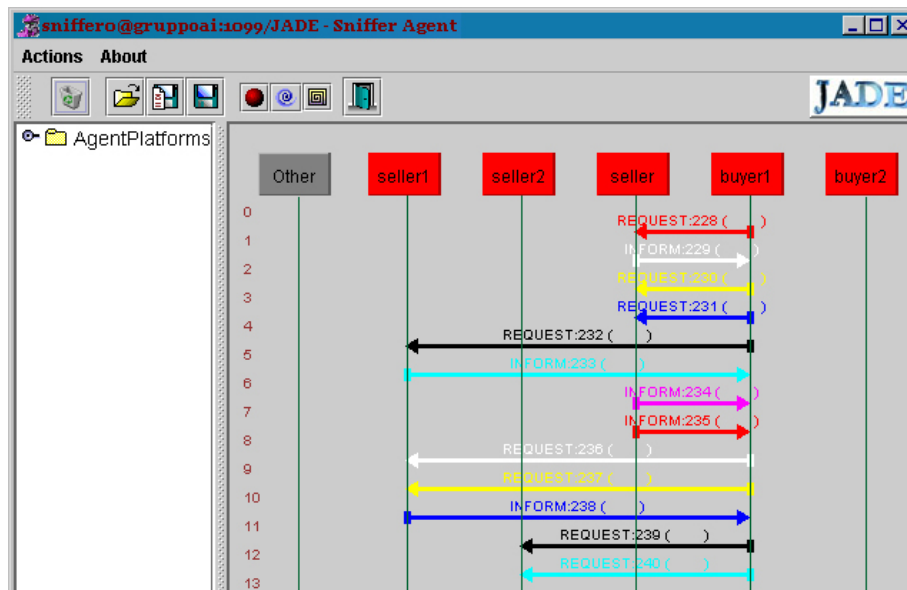 sniffero@gruppoai:1099/JADE - Sniffer Agent
Actions About
JADE
AgentPlatforms
Other seller1 seller2 seller buyer1 buyer2
0
REQUEST:228 ( )
1
INFORM:229 ( )
2
REQUEST:230 ( )
3
REQUEST:231 ( )
4
REQUEST:232 ( )
5
INFORM:233 ( )
6
INFORM:234 ( )
7
INFORM:235 ( )
8
REQUEST:236 ( )
9
REQUEST:237 ( )
10
INFORM:238 ( )
11
REQUEST:239 ( )
12
REQUEST:240 ( )
13